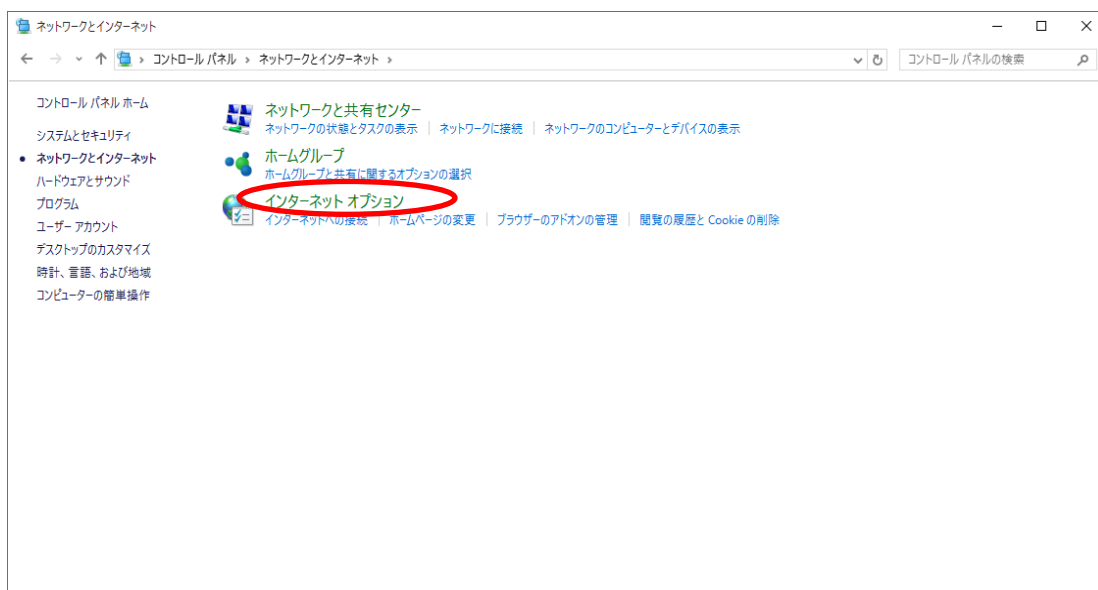 ネットワークとインターネット
コントロール パネル › ネットワークとインターネット ›
コントロール パネルの検索
コントロール パネル ホーム
システムとセキュリティ
ネットワークとインターネット
ハードウェアとサウンド
プログラム
ユーザー アカウント
デスクトップのカスタマイズ
時計、言語、および地域
コンピューターの簡単操作
ネットワークと共有センター
ネットワークの状態とタスクの表示 | ネットワークに接続 | ネットワークのコンピューターとデバイスの表示
ホームグループ
ホームグループと共有に関するオプションの選択
インターネット オプション
インターネットへの接続 | ホームページの変更 | ブラウザーのアドオンの管理 | 閲覧の履歴と Cookie の削除